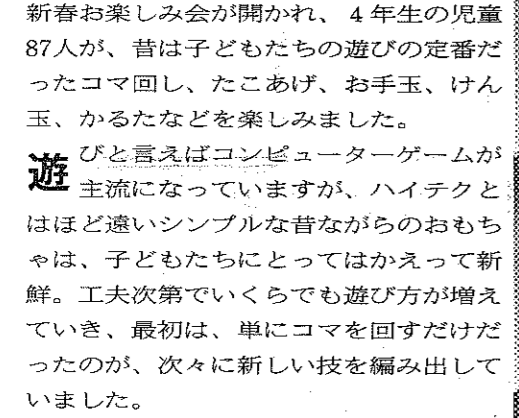 新春お楽しみ会が開かれ、4年生の児童
87人が、昔は子どもたちの遊びの定番だ
ったコマ回し、たこあげ、お手玉、けん
玉、かるたなどを楽しみました。
遊びと言えばコンピューターゲームが
主流になっていますが、ハイテクと
はほど遠いシンプルな昔ながらのおもち
ゃは、子どもたちにとってはかえって新
鮮。工夫次第でいくらでも遊び方が増え
ていき、最初は、単にコマを回すだけだ
ったのが、次々に新しい技を編み出して
いました。